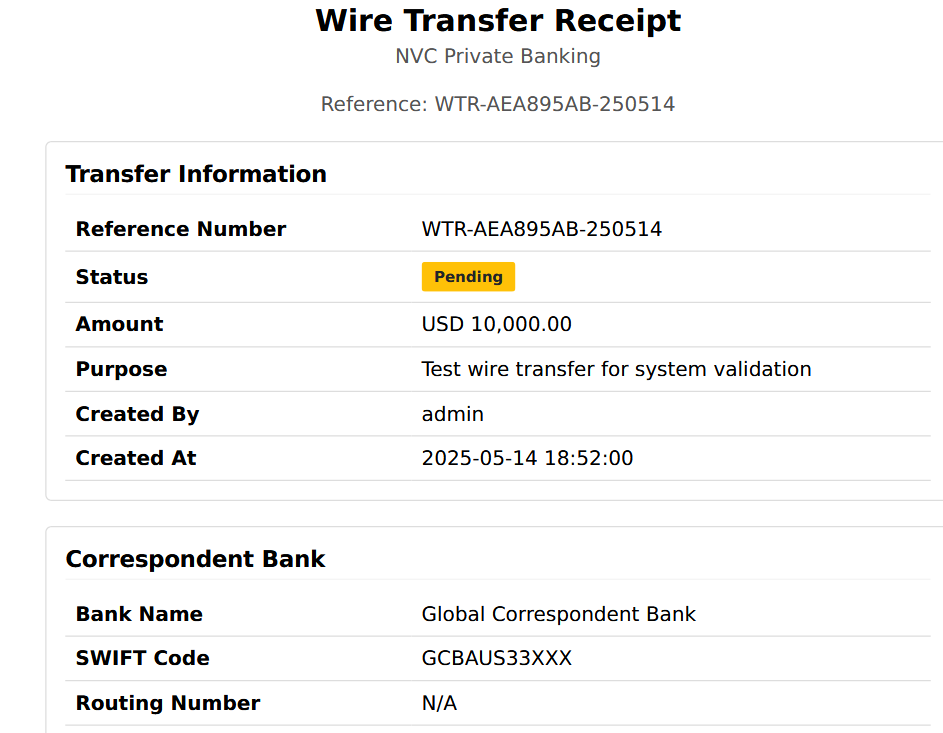 Wire Transfer Receipt
NVC Private Banking
Reference: WTR-AEA895AB-250514
Transfer Information
Reference Number WTR-AEA895AB-250514
Status Pending
Amount USD 10,000.00
Purpose Test wire transfer for system validation
Created By admin
Created At 2025-05-14 18:52:00
Correspondent Bank
Bank Name Global Correspondent Bank
SWIFT Code GCBAUS33XXX
Routing Number N/A